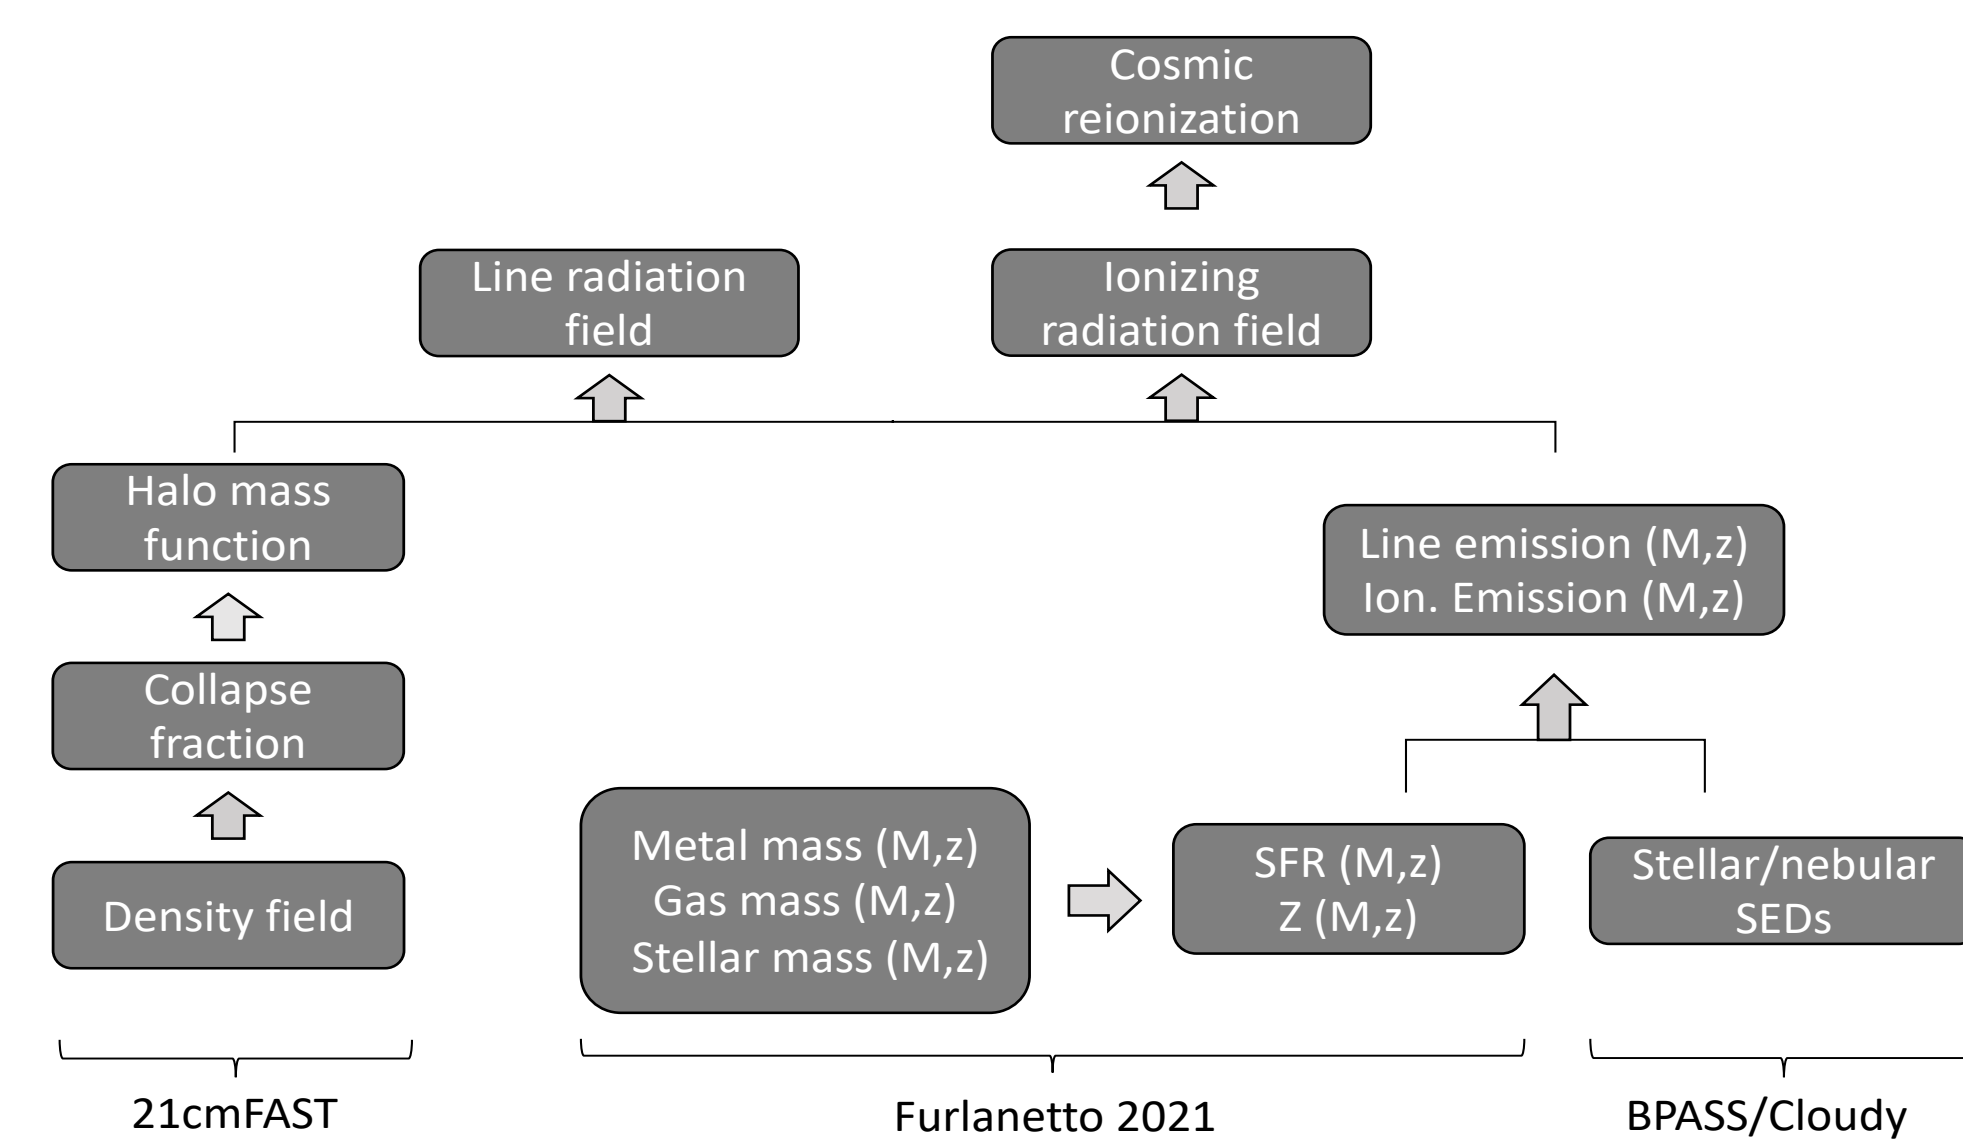 Cosmic
reionization
Line radiation
field
Ionizing
radiation field
Halo mass
function
Line emission (M,z)
Ion. Emission (M,z)
Collapse
fraction
Density field
Metal mass (M,z)
Gas mass (M,z)
Stellar mass (M,z)
SFR (M,z)
Z (M,z)
Stellar/nebular
SEDs
21cmFAST
Furlanetto 2021
BPASS/Cloudy